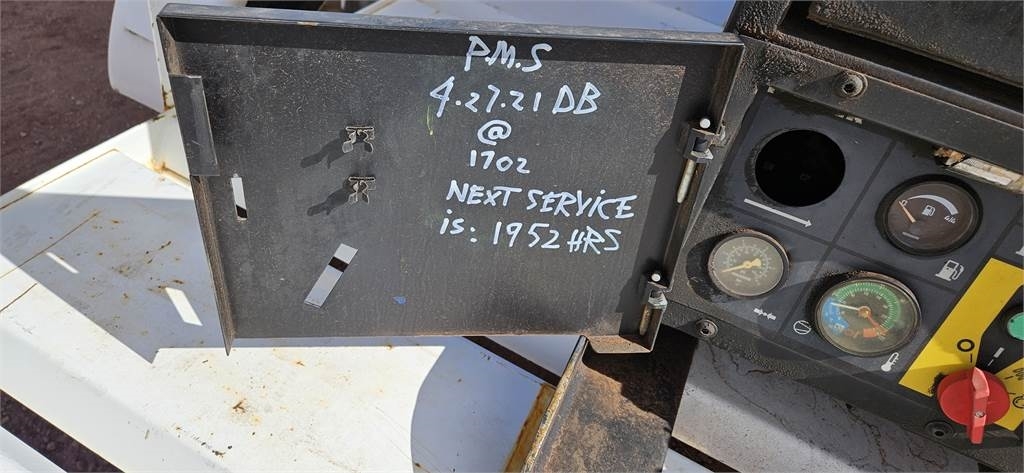 P.M.S
4.27.21 DB
@
1702
NEXT SERVICE
is: 1952 HRS